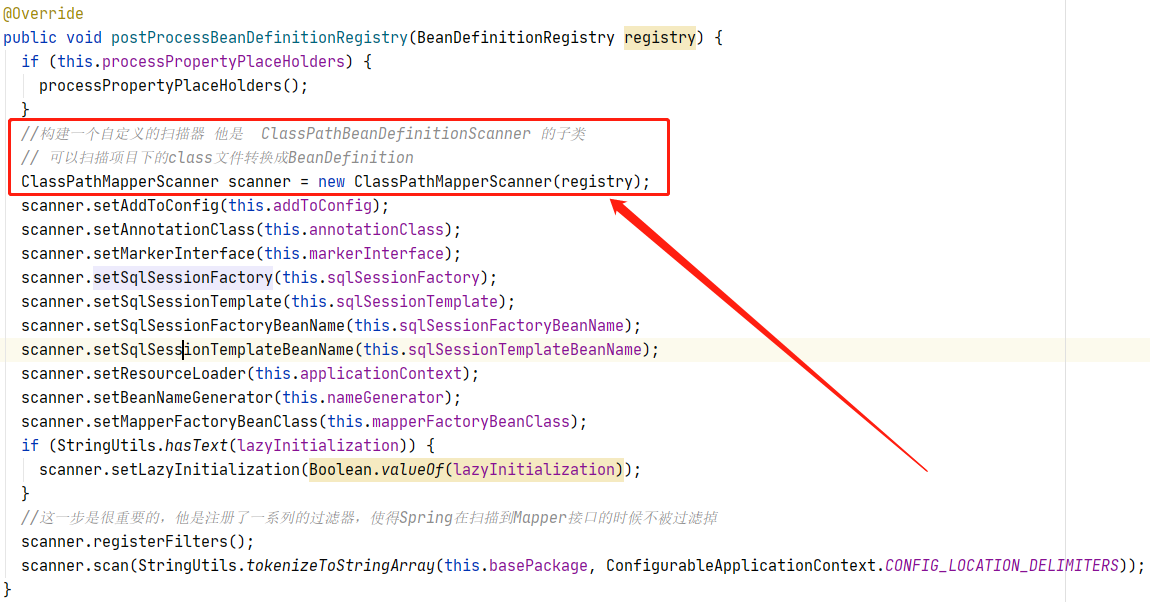 @Override
public void postProcessBeanDefinitionRegistry(BeanDefinitionRegistry registry) {
if (this.processPropertyPlaceHolders) {
processPropertyPlaceHolders();
}
//构建一个自定义的扫描器 他是  ClassPathBeanDefinitionScanner 的子类
// 可以扫描项目下的class文件转换成BeanDefinition
ClassPathMapperScanner scanner = new ClassPathMapperScanner(registry);
scanner.setAddToConfig(this.addToConfig);
scanner.setAnnotationClass(this.annotationClass);
scanner.setMarkerInterface(this.markerInterface);
scanner.setSqlSessionFactory(this.sqlSessionFactory);
scanner.setSqlSessionTemplate(this.sqlSessionTemplate);
scanner.setSqlSessionFactoryBeanName(this.sqlSessionFactoryBeanName);
scanner.setSqlSessionTemplateBeanName(this.sqlSessionTemplateBeanName);
scanner.setResourceLoader(this.applicationContext);
scanner.setBeanNameGenerator(this.nameGenerator);
scanner.setMapperFactoryBeanClass(this.mapperFactoryBeanClass);
if (StringUtils.hasText(lazyInitialization)) {
scanner.setLazyInitialization(Boolean.valueOf(lazyInitialization));
}
//这一步是很重要的，他是注册了一系列的过滤器，使得Spring在扫描到Mapper接口的时候不被过滤掉
scanner.registerFilters();
scanner.scan(StringUtils.tokenizeToStringArray(this.basePackage, ConfigurableApplicationContext.CONFIG_LOCATION_DELIMITERS));
}